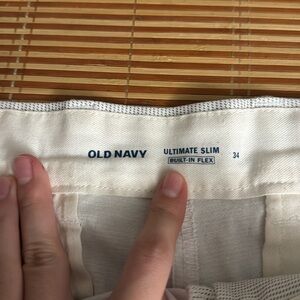 OLD NAVY
ULTIMATE SLIM
BUILT-IN FLEX
34